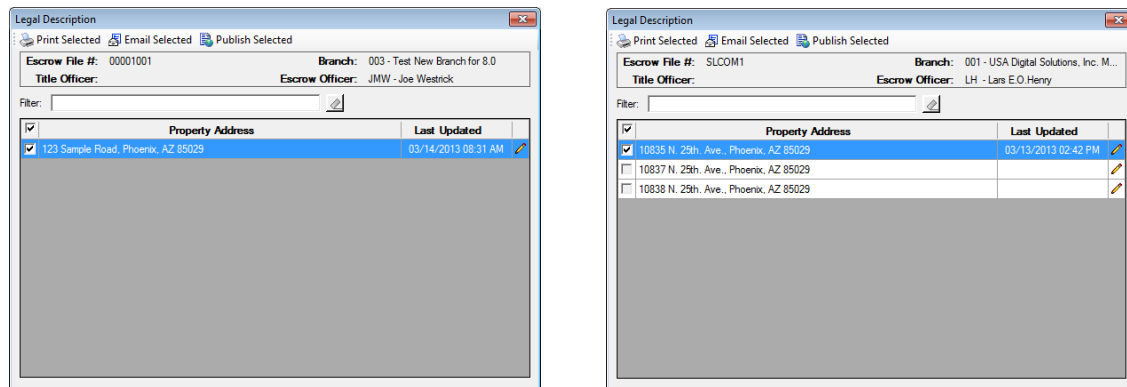 Legal Description
Print Selected Email Selected Publish Selected
Escrow File #: 00001001 Branch: 003 - Test New Branch for 8.0
Title Officer: Escrow Officer: JMW - Joe Westrick
Filter:
Property Address Last Updated
123 Sample Road, Phoenix, AZ 85029 03/14/2013 08:31 AM
Legal Description
Print Selected Email Selected Publish Selected
Escrow File #: SLCOM1 Branch: 001 - USA Digital Solutions, Inc. M...
Title Officer: Escrow Officer: LH - Lars E.O.Henry
Filter:
Property Address Last Updated
10835 N. 25th. Ave., Phoenix, AZ 85029 03/13/2013 02:42 PM
10837 N. 25th. Ave., Phoenix, AZ 85029
10838 N. 25th. Ave., Phoenix, AZ 85029